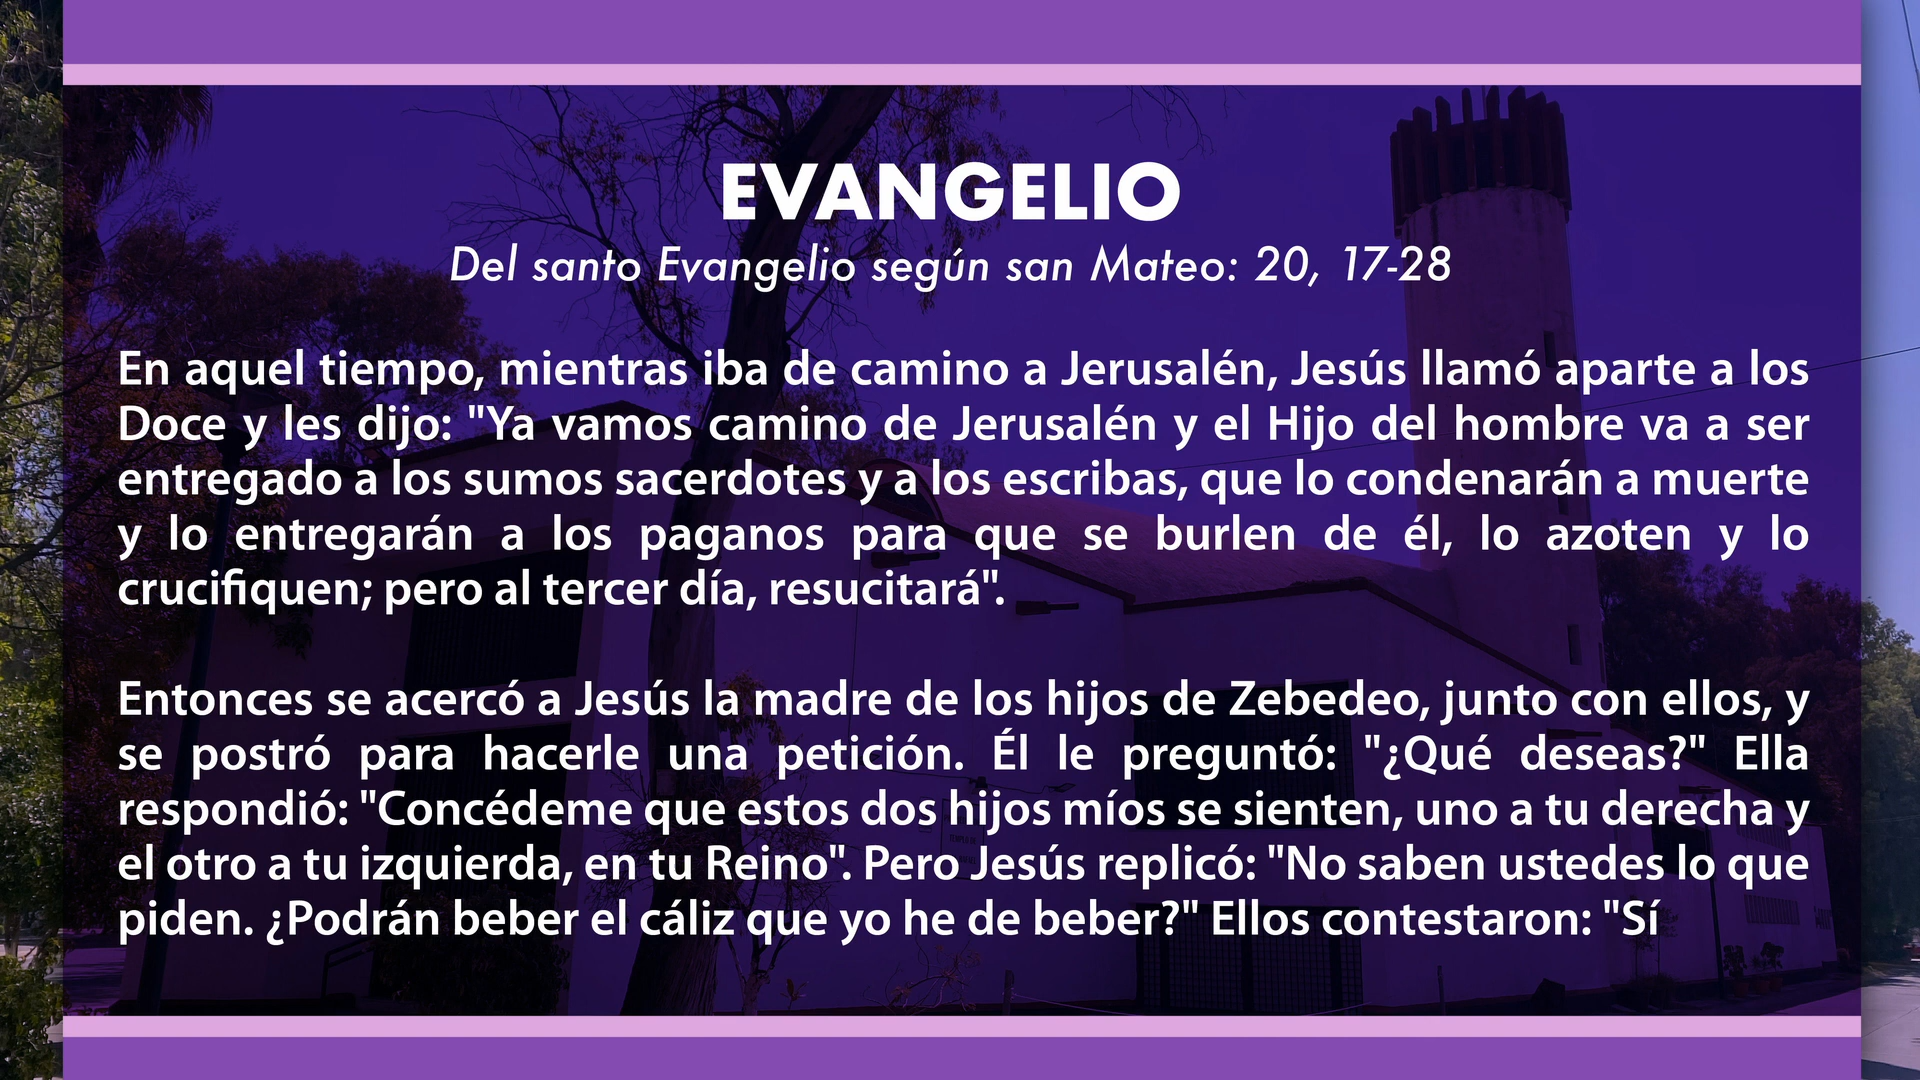 EVANGELIO
Del santo Evangelio según san Mateo: 20, 17-28
En aquel tiempo, mientras iba de camino a Jerusalén, Jesús llamó aparte a los
Doce y les dijo: "Ya vamos camino de Jerusalén y el Hijo del hombre va a ser
entregado a los sumos sacerdotes y a los escribas, que lo condenarán a muerte
y lo entregarán a los paganos para que se burlen de él, lo azoten y lo
crucifiquen; pero al tercer día, resucitará".
Entonces se acercó a Jesús la madre de los hijos de Zebedeo, junto con ellos, y
se postró para hacerle una petición. Él le preguntó: "¿Qué deseas?" Ella
respondió: "Concédeme que estos dos hijos míos se sienten, uno a tu derecha y
el otro a tu izquierda, en tu Reino". Pero Jesús replicó: "No saben ustedes lo que
piden. ¿Podrán beber el cáliz que yo he de beber?" Ellos contestaron: "Sí